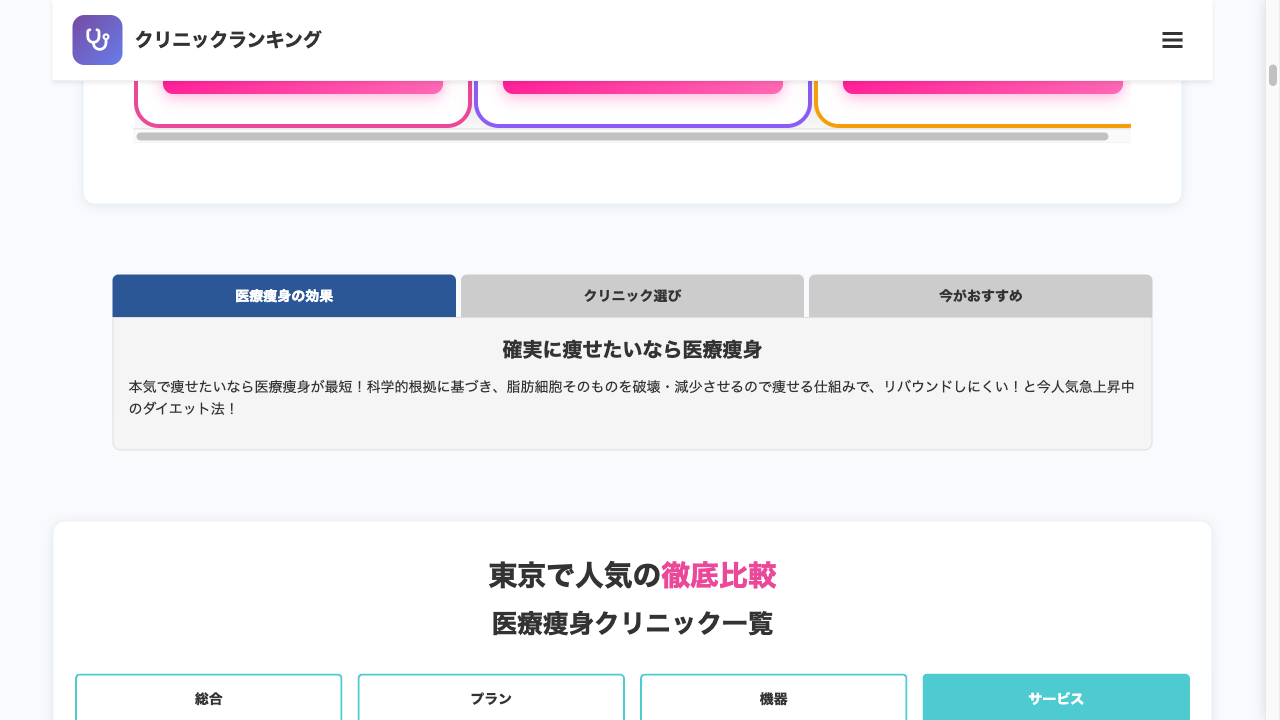 クリニックランキング
医療痩身の効果
クリニック選び
今がおすすめ
確実に痩せたいなら医療痩身
本気で痩せたいなら医療痩身が最短！科学的根拠に基づき、脂肪細胞そのものを破壊・減少させるので痩せる仕組みで、リバウンドしにくい！と今人気急上昇中
のダイエット法！
東京で人気の徹底比較
医療痩身クリニック一覧
総合
プラン
機器
サービス